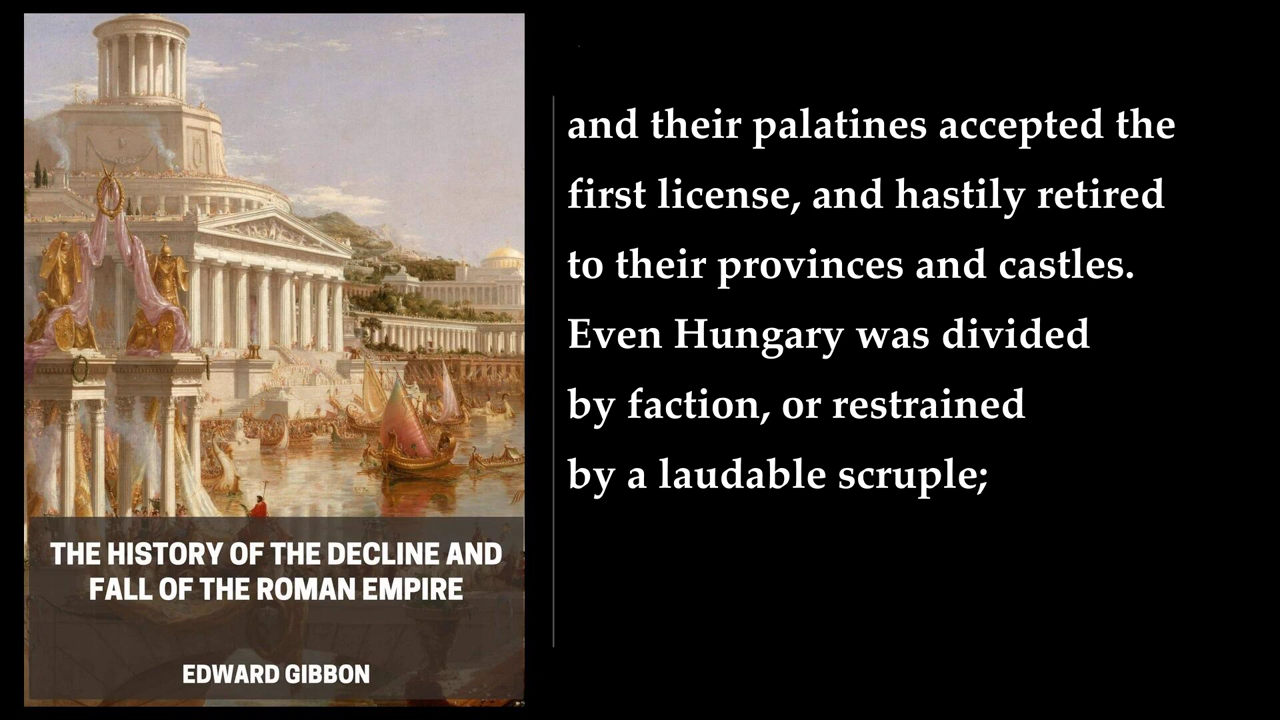 and their palatines accepted the
first license, and hastily retired
to their provinces and castles.
Even Hungary was divided
by faction, or restrained
by a laudable scruple;
THE HISTORY OF THE DECLINE AND
FALL OF THE ROMAN EMPIRE
EDWARD GIBBON